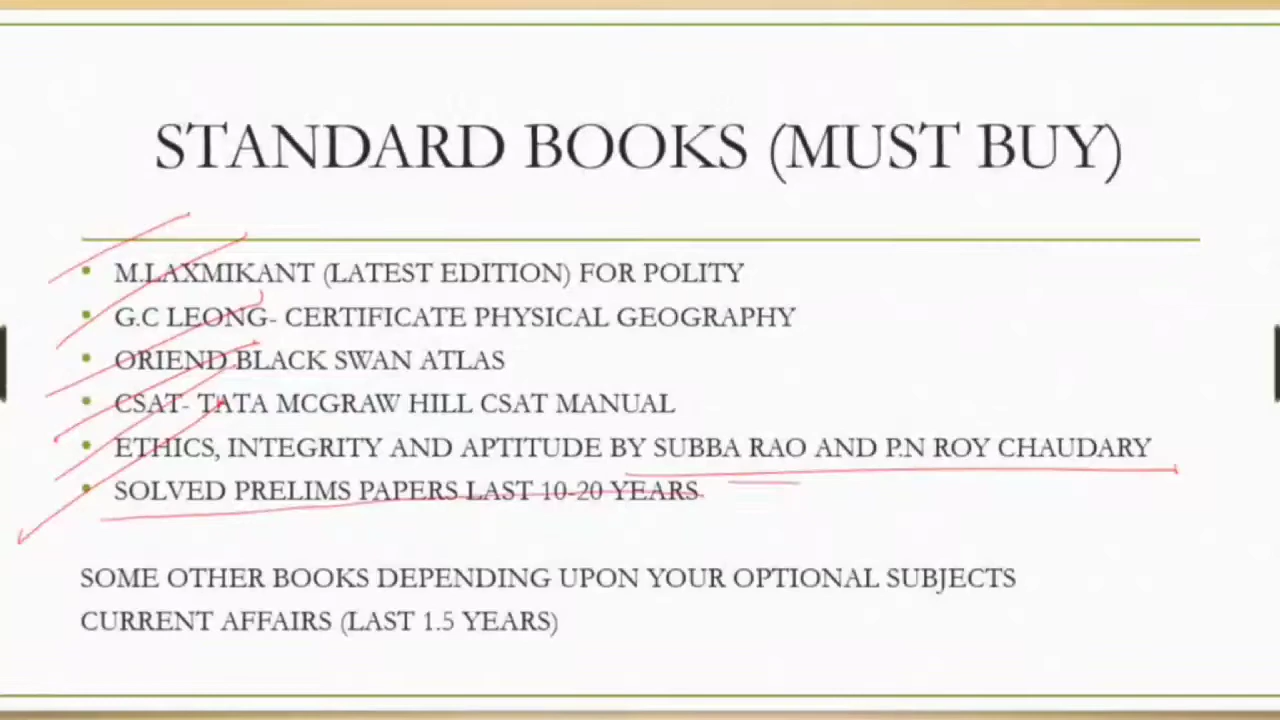 STANDARD BOOKS (MUST BUY)
• M.LAXMIKANT (LATEST EDITION) FOR POLITY
• G.C LEONG- CERTIFICATE PHYSICAL GEOGRAPHY
• ORIEND BLACK SWAN ATLAS
• CSAT- TATA MCGRAW HILL CSAT MANUAL
• ETHICS, INTEGRITY AND APTITUDE BY SUBBA RAO AND P.N ROY CHAUDARY
• SOLVED PRELIMS PAPERS LAST 10-20 YEARS
SOME OTHER BOOKS DEPENDING UPON YOUR OPTIONAL SUBJECTS
CURRENT AFFAIRS (LAST 1.5 YEARS)